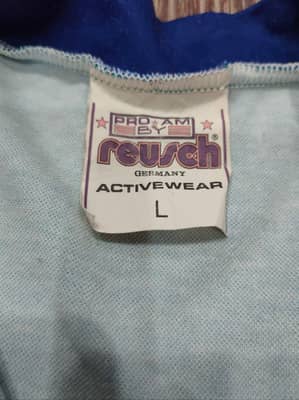 PRO AM
BY
reusch®
GERMANY
ACTIVEWEAR
L